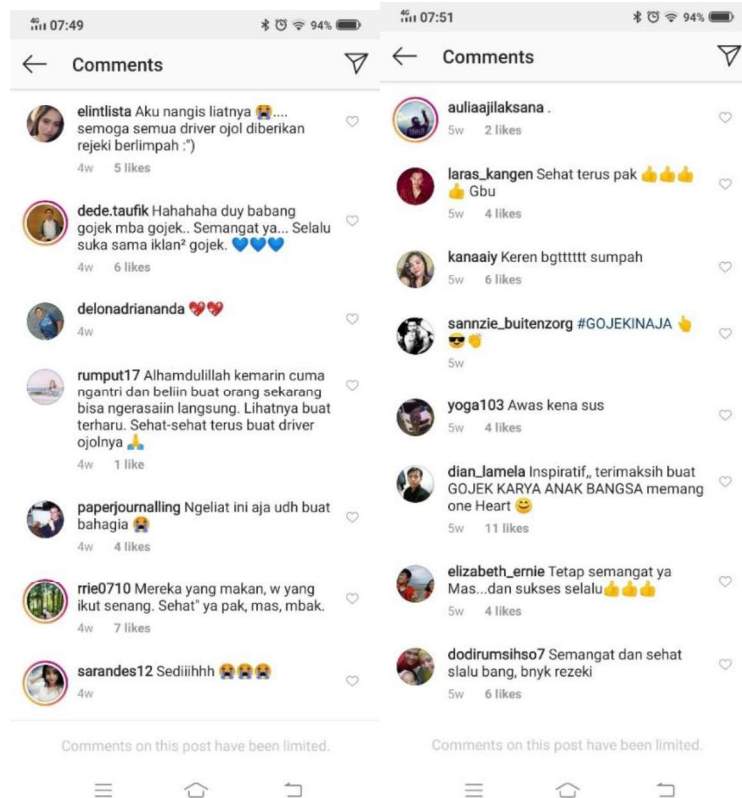 4G 07:49 94%
Comments
elintlista Aku nangis liatnya 😭....
semoga semua driver ojol diberikan
rejeki berlimpah :")
4w 5 likes
dede.taufik Hahahaha duy babang
gojek mba gojek.. Semangat ya... Selalu
suka sama iklan² gojek. 💙💙💙
4w 6 likes
delonadriananda 💖💖
4w
rumput17 Alhamdulillah kemarin cuma
ngantri dan beliin buat orang sekarang
bisa ngerasaiin langsung. Lihatnya buat
terharu. Sehat-sehat terus buat driver
ojolnya 🙏
4w 1 like
paperjournalling Ngeliat ini aja udh buat
bahagia 😭
4w 4 likes
rrie0710 Mereka yang makan, w yang
ikut senang. Sehat" ya pak, mas, mbak.
4w 7 likes
sarandes12 Sediiihhh 😭😭😭
4w
Comments on this post have been limited.
4G 07:51 94%
Comments
auliaajilaksana .
5w 2 likes
laras_kangen Sehat terus pak 👍👍👍
👍 Gbu
5w 4 likes
kanaaiy Keren bgtttttt sumpah
5w 6 likes
sannzie_buitenzorg #GOJEKINAJA 👆
😎👏
5w
yoga103 Awas kena sus
5w 4 likes
dian_lamela Inspiratif,, terimaksih buat
GOJEK KARYA ANAK BANGSA memang
one Heart 😊
5w 11 likes
elizabeth_ernie Tetap semangat ya
Mas...dan sukses selalu👍👍👍
5w 4 likes
dodirumsihso7 Semangat dan sehat
slalu bang, bnyk rezeki
5w 6 likes
Comments on this post have been limited.